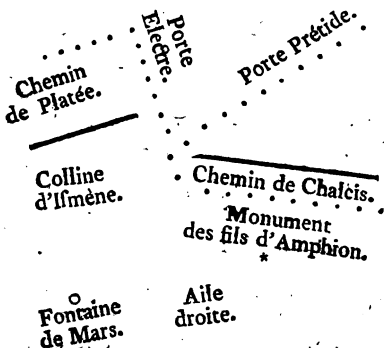 Porte
Electre.
Porte Prétide.
Chemin
de Platée.
Colline
d'Iſmène.
Chemin de Chalcis.
Monument
des fils d'Amphion.
*
Fontaine
de Mars.
Aile
droite.